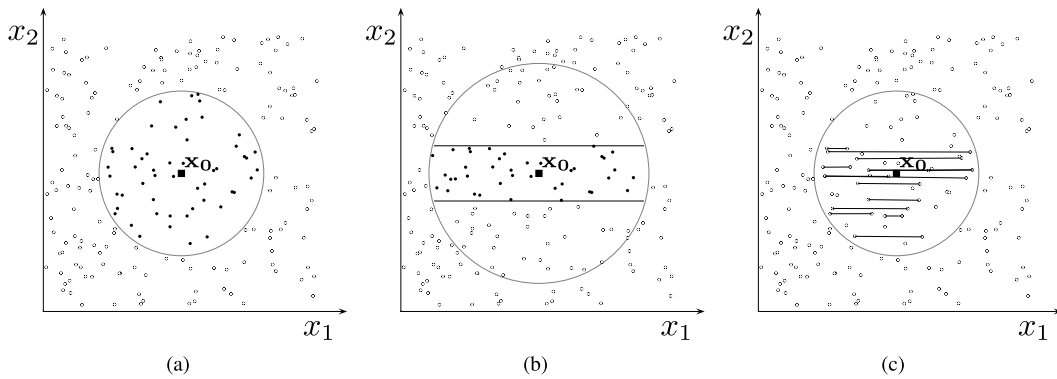 x₂ x₂ x₂
x₀ x₀ x₀
x₁ x₁ x₁
(a) (b) (c)